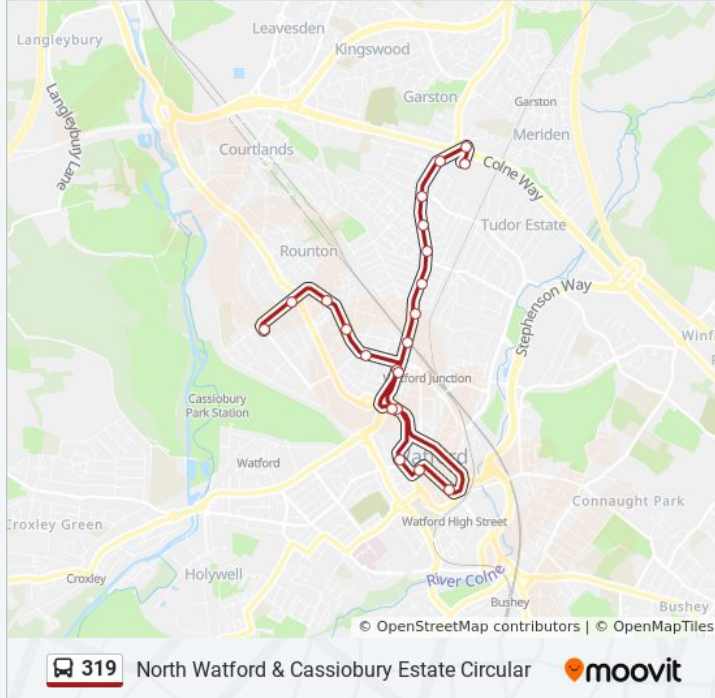 Langleybury
Leavesden
Kingswood
Garston
Garston
Langleybury Lane
Meriden
Courtlands
Colne Way
Tudor Estate
Rounton
Stephenson Way
Winf
Watford Junction
Cassiobury
Park Station
Watford
Watford
Connaught Park
Croxley Green
Watford High Street
Croxley
Holywell
River Colne
Bushey
Bushey
© OpenStreetMap contributors | © OpenMapTiles
319 North Watford & Cassiobury Estate Circular moovit